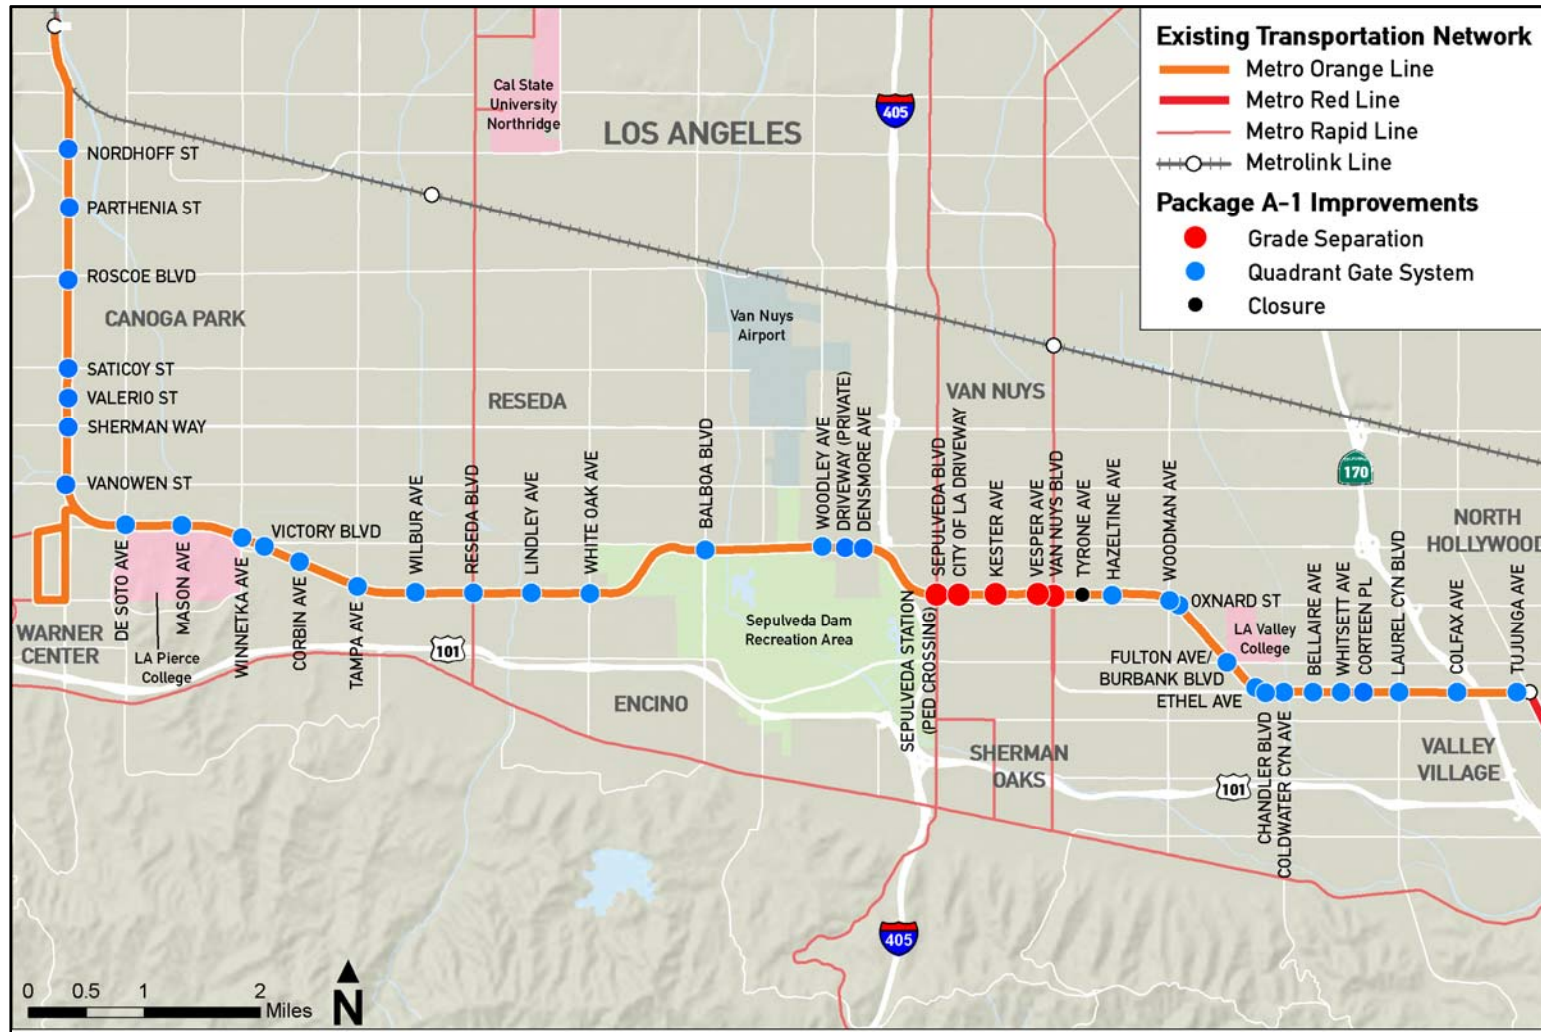 Existing Transportation Network
Metro Orange Line
Metro Red Line
Metro Rapid Line
Metrolink Line
Package A-1 Improvements
Grade Separation
Quadrant Gate System
Closure
Cal State
University
Northridge
LOS ANGELES
405
NORDHOFF ST
PARTHENIA ST
ROSCOE BLVD
CANOGA PARK
SATICOY ST
VALERIO ST
SHERMAN WAY
VANOWEN ST
Van Nuys
Airport
RESEDA
VAN NUYS
170
NORTH
HOLLYWOOD
DE SOTO AVE
MASON AVE
WINNETKA AVE
VICTORY BLVD
CORBIN AVE
TAMPA AVE
WILBUR AVE
RESEDA BLVD
LINDLEY AVE
WHITE OAK AVE
BALBOA BLVD
WOODLEY AVE
DRIVEWAY (PRIVATE)
DENSMORE AVE
SEPULVEDA STATION
(PED CROSSING)
SEPULVEDA BLVD
CITY OF LA DRIVEWAY
KESTER AVE
VESPER AVE
VAN NUYS BLVD
TYRONE AVE
HAZELTINE AVE
WOODMAN AVE
OXNARD ST
LA Valley
College
FULTON AVE/
BURBANK BLVD
ETHEL AVE
CHANDLER BLVD
COLDWATER CYN AVE
BELLAIRE AVE
WHITSETT AVE
CORTEEN PL
LAUREL CYN BLVD
COLFAX AVE
TUJUNGA AVE
WARNER
CENTER
LA Pierce
College
101
Sepulveda Dam
Recreation Area
ENCINO
SHERMAN
OAKS
VALLEY
VILLAGE
101
405
0 0.5 1 2
Miles
N